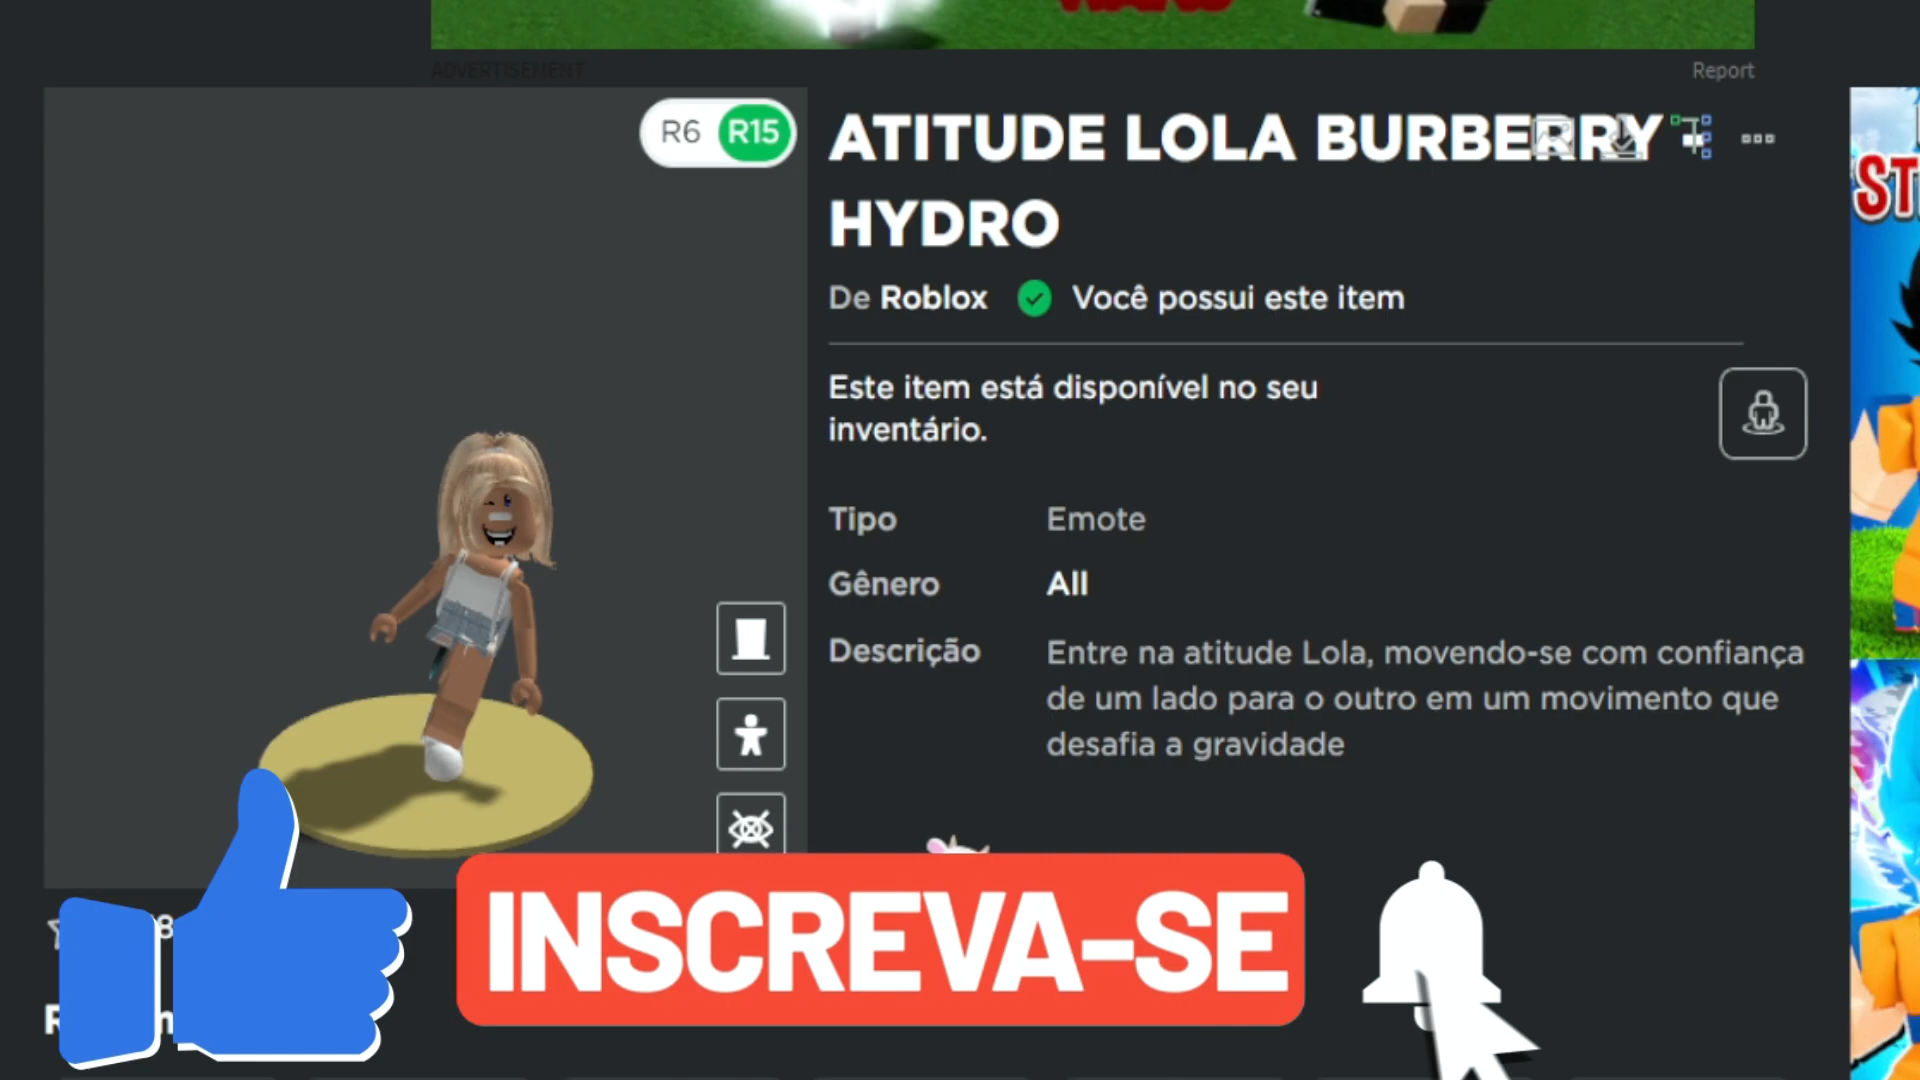 ADVERTISEMENT
Report
R6 R15
ATITUDE LOLA BURBERRY
HYDRO
De Roblox Você possui este item
Este item está disponível no seu
inventário.
Tipo Emote
Gênero All
Descrição Entre na atitude Lola, movendo-se com confiança
de um lado para o outro em um movimento que
desafia a gravidade
INSCREVA-SE